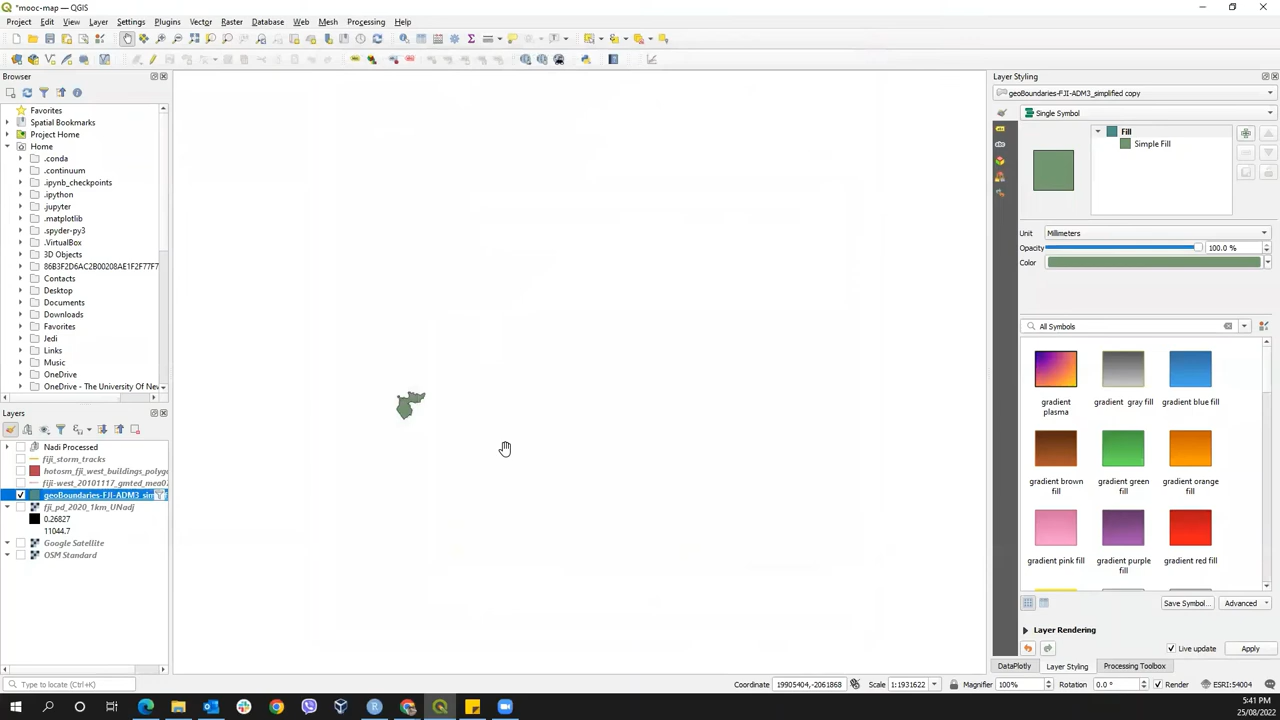 *mooc-map — QGIS
Project Edit View Layer Settings Plugins Vector Raster Database Web Mesh Processing Help
Browser
Favorites
Spatial Bookmarks
Project Home
Home
.conda
.continuum
.ipynb_checkpoints
.ipython
.jupyter
.matplotlib
.spyder-py3
.VirtualBox
3D Objects
86B3F2D6AC2B00208AE1F2F77F7
Contacts
Desktop
Documents
Downloads
Favorites
Jedi
Links
Music
OneDrive
OneDrive - The University Of New
Layers
Nadi Processed
fiji_storm_tracks
hotosm_fji_west_buildings_polygo
fiji-west_20101117_gmted_mea07
geoBoundaries-FJI-ADM3_sim
fji_pd_2020_1km_UNadj
0.26827
11044.7
Google Satellite
OSM Standard
Layer Styling
geoBoundaries-FJI-ADM3_simplified copy
Single Symbol
Fill
Simple Fill
Unit Millimeters
Opacity 100.0 %
Color
All Symbols
gradient plasma
gradient gray fill
gradient blue fill
gradient brown fill
gradient green fill
gradient orange fill
gradient pink fill
gradient purple fill
gradient red fill
Save Symbol... Advanced
Layer Rendering
Live update Apply
DataPlotly Layer Styling Processing Toolbox
Type to locate (Ctrl+K)
Coordinate 19905404,-2061868 Scale 1:1931622 Magnifier 100% Rotation 0.0 ° Render ESRI:54004
5:41 PM
25/08/2022